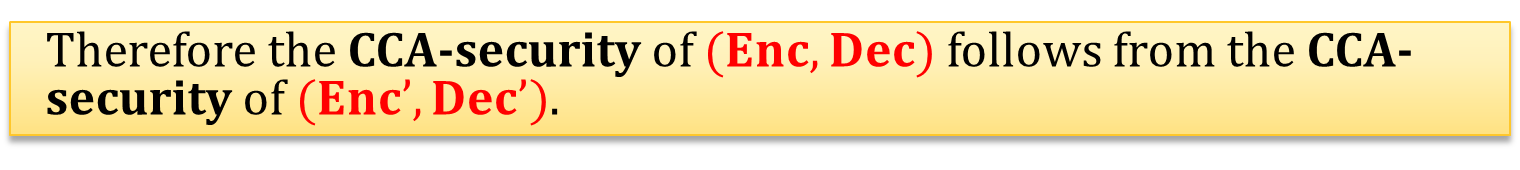 Therefore the CCA-security of (Enc, Dec) follows from the CCA-
security of (Enc’, Dec’).